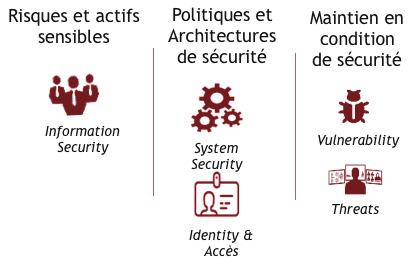 Risques et actifs
sensibles
Information
Security
Politiques et
Architectures
de sécurité
System
Security
Identity &
Accès
Maintien en
condition
de sécurité
Vulnerability
Threats